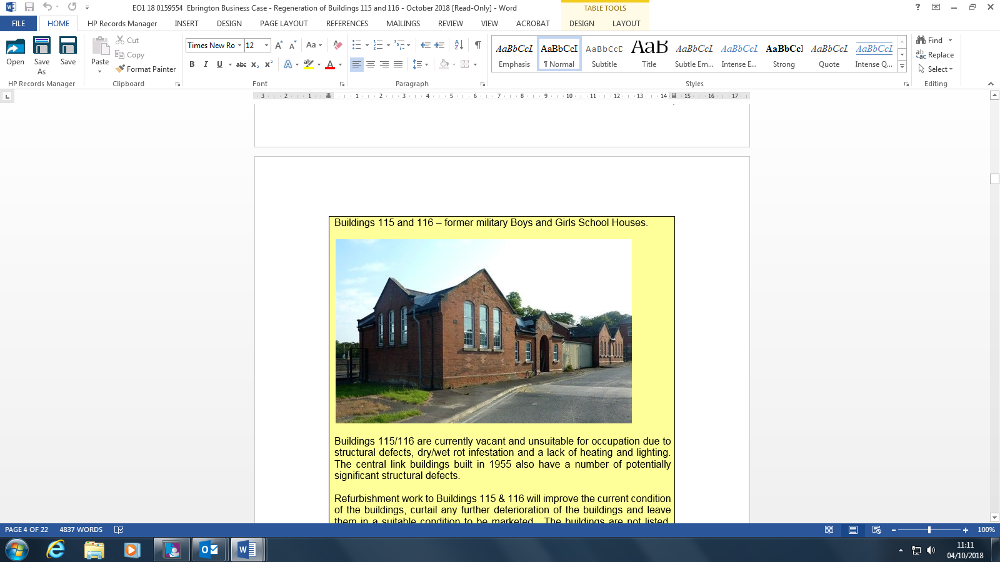 EO1 18 0159554 Ebrington Business Case - Regeneration of Buildings 115 and 116 - October 2018 [Read-Only] - Word
TABLE TOOLS
FILE HOME HP Records Manager INSERT DESIGN PAGE LAYOUT REFERENCES MAILINGS REVIEW VIEW ACROBAT DESIGN LAYOUT
Open
Save As
Save
HP Records Manager
Paste
Cut
Copy
Format Painter
Clipboard
Times New Ro 12
Font
Paragraph
AaBbCcI AaBbCcI AaBbCcD AaB AaBbCcI AaBbCcI AaBbCcI AaBbCcI AaBbCcI
Emphasis ¶ Normal Subtitle Title Subtle Em... Intense E... Strong Quote Intense Q...
Styles
Find
Replace
Select
Editing
3 2 1 1 2 3 4 5 6 7 8 9 10 11 12 13 14 15 16 17
Buildings 115 and 116 – former military Boys and Girls School Houses.
Buildings 115/116 are currently vacant and unsuitable for occupation due to
structural defects, dry/wet rot infestation and a lack of heating and lighting.
The central link buildings built in 1955 also have a number of potentially
significant structural defects.
Refurbishment work to Buildings 115 & 116 will improve the current condition
of the buildings, curtail any further deterioration of the buildings and leave
them in a suitable condition to be marketed. The buildings are not listed,
PAGE 4 OF 22 4837 WORDS 100%
11:11
04/10/2018